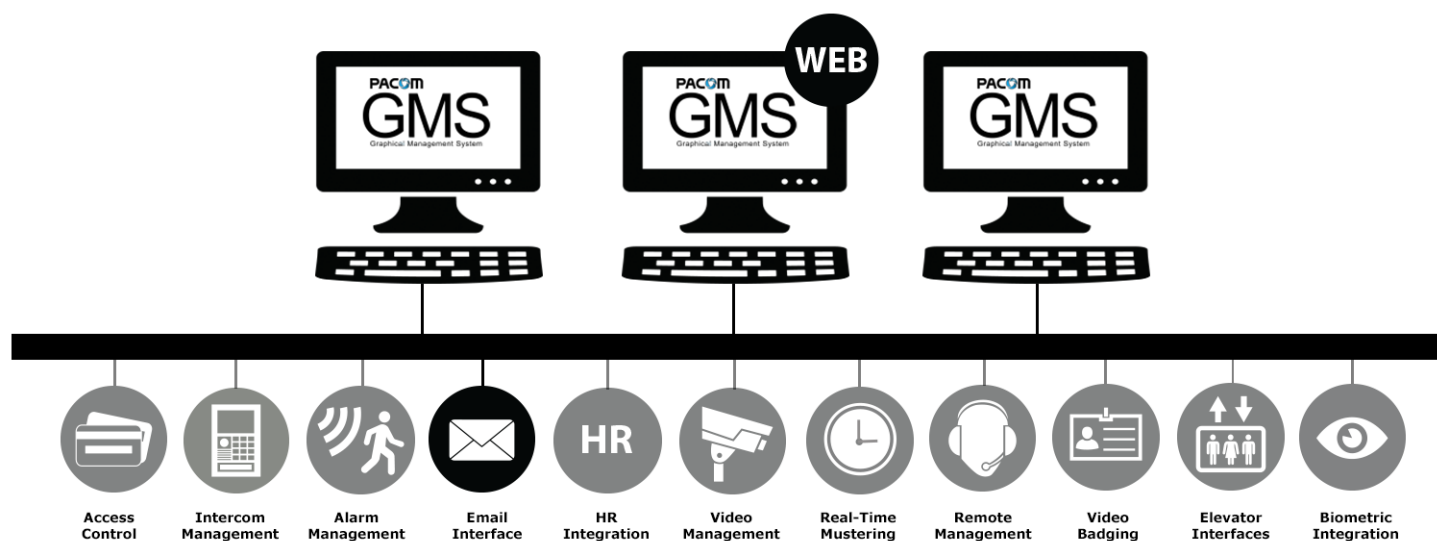 WEB
PACOM
GMS
Graphical Management System
PACOM
GMS
Graphical Management System
PACOM
GMS
Graphical Management System
HR
Access
Control
Intercom
Management
Alarm
Management
Email
Interface
HR
Integration
Video
Management
Real-Time
Mustering
Remote
Management
Video
Badging
Elevator
Interfaces
Biometric
Integration